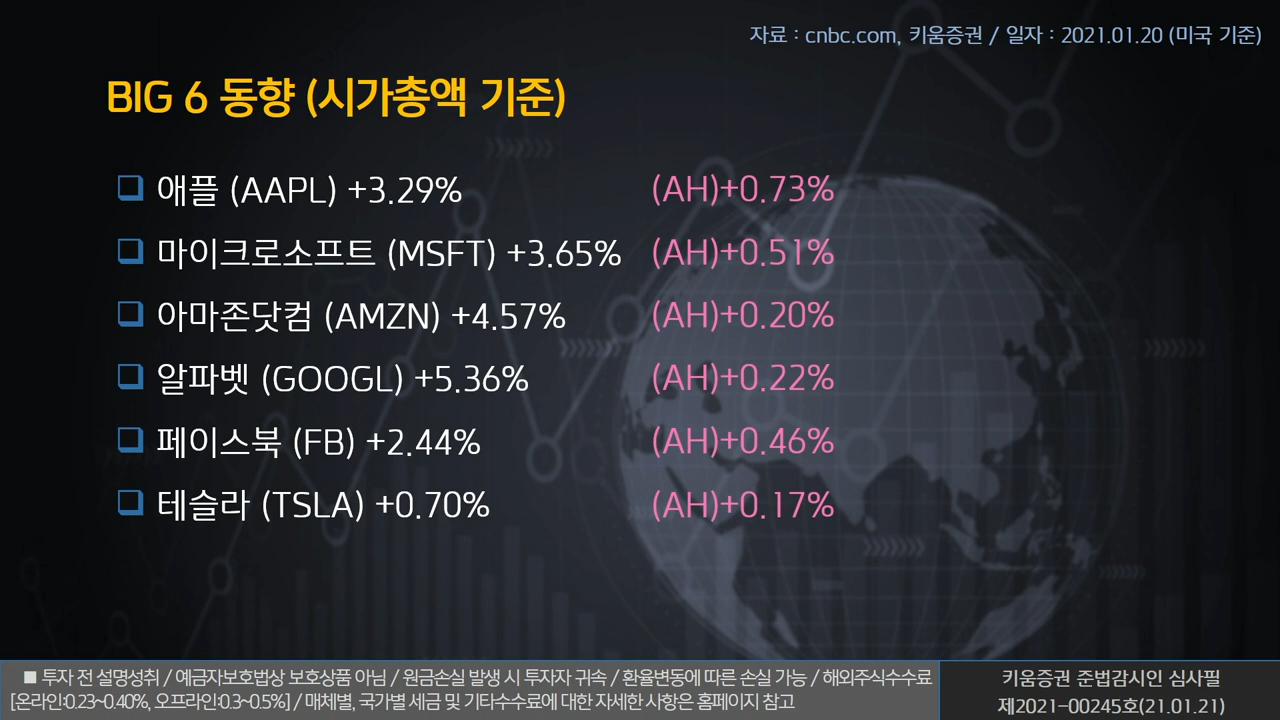 자료 : cnbc.com, 키움증권 / 일자 : 2021.01.20 (미국 기준)
BIG 6 동향 (시가총액 기준)
❑ 애플 (AAPL) +3.29% (AH)+0.73%
❑ 마이크로소프트 (MSFT) +3.65% (AH)+0.51%
❑ 아마존닷컴 (AMZN) +4.57% (AH)+0.20%
❑ 알파벳 (GOOGL) +5.36% (AH)+0.22%
❑ 페이스북 (FB) +2.44% (AH)+0.46%
❑ 테슬라 (TSLA) +0.70% (AH)+0.17%
■ 투자 전 설명성취 / 예금자보호법상 보호상품 아님 / 원금손실 발생 시 투자자 귀속 / 환율변동에 따른 손실 가능 / 해외주식수수료
[온라인:0.23~0.40%, 오프라인:0.3~0.5%] / 매체별, 국가별 세금 및 기타수수료에 대한 자세한 사항은 홈페이지 참고
키움증권 준법감시인 심사필
제2021-00245호(21.01.21)